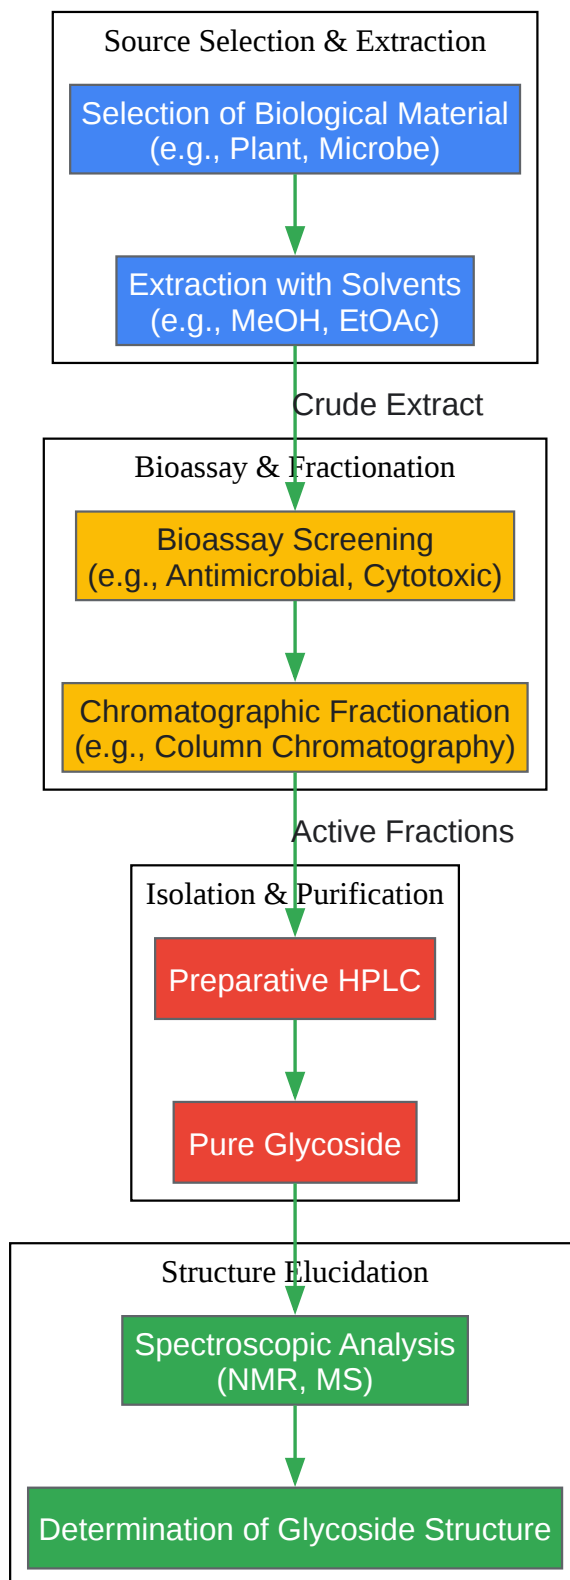 Source Selection & Extraction
Selection of Biological Material
(e.g., Plant, Microbe)
Extraction with Solvents
(e.g., MeOH, EtOAc)
Crude Extract
Bioassay & Fractionation
Bioassay Screening
(e.g., Antimicrobial, Cytotoxic)
Chromatographic Fractionation
(e.g., Column Chromatography)
Active Fractions
Isolation & Purification
Preparative HPLC
Pure Glycoside
Structure Elucidation
Spectroscopic Analysis
(NMR, MS)
Determination of Glycoside Structure